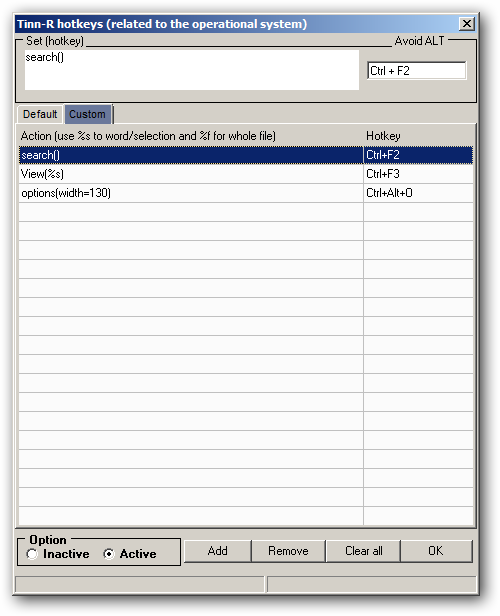 Tinn-R hotkeys (related to the operational system)
Set (hotkey) Avoid ALT
search()
Ctrl + F2
Default Custom
Action (use %s to word/selection and %f for whole file) Hotkey
search() Ctrl+F2
View(%s) Ctrl+F3
options(width=130) Ctrl+Alt+O
Option
Inactive Active Add Remove Clear all OK